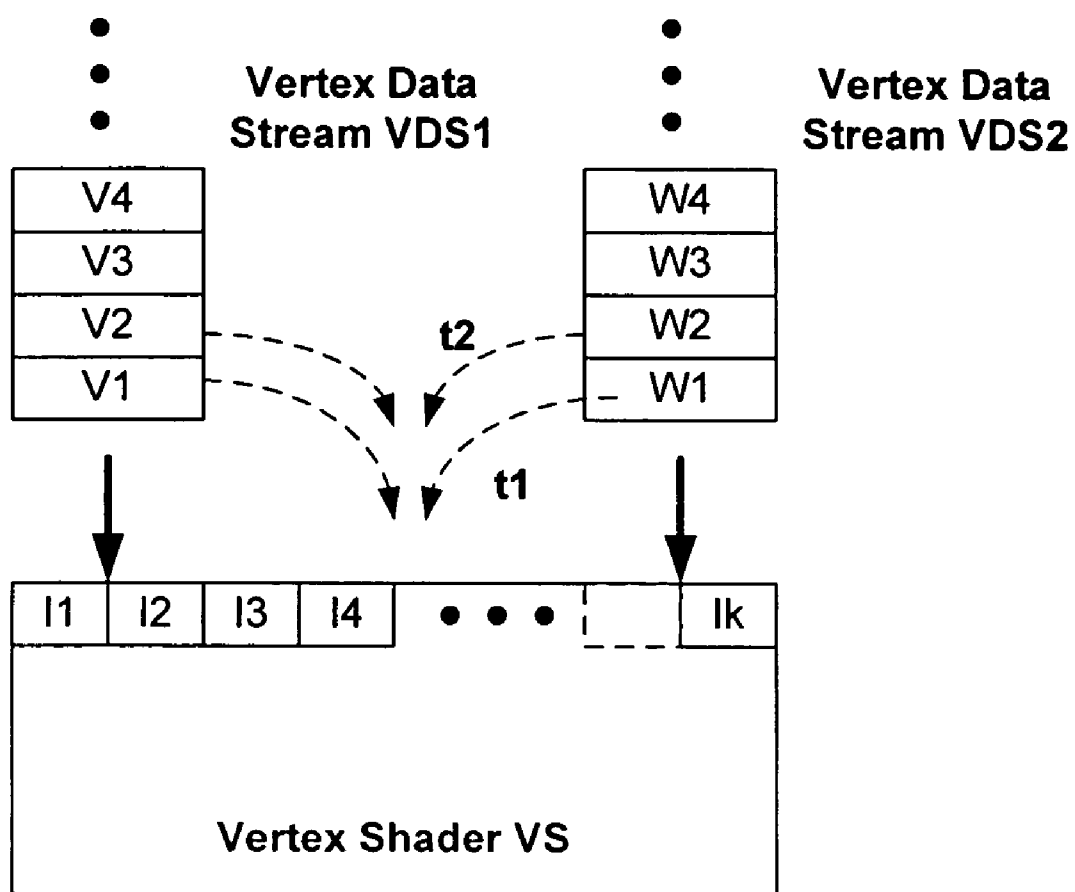 Vertex Data
Stream VDS1
Vertex Data
Stream VDS2
V4
V3
V2
V1
W4
W3
W2
W1
t2
t1
I1 I2 I3 I4 Ik
Vertex Shader VS